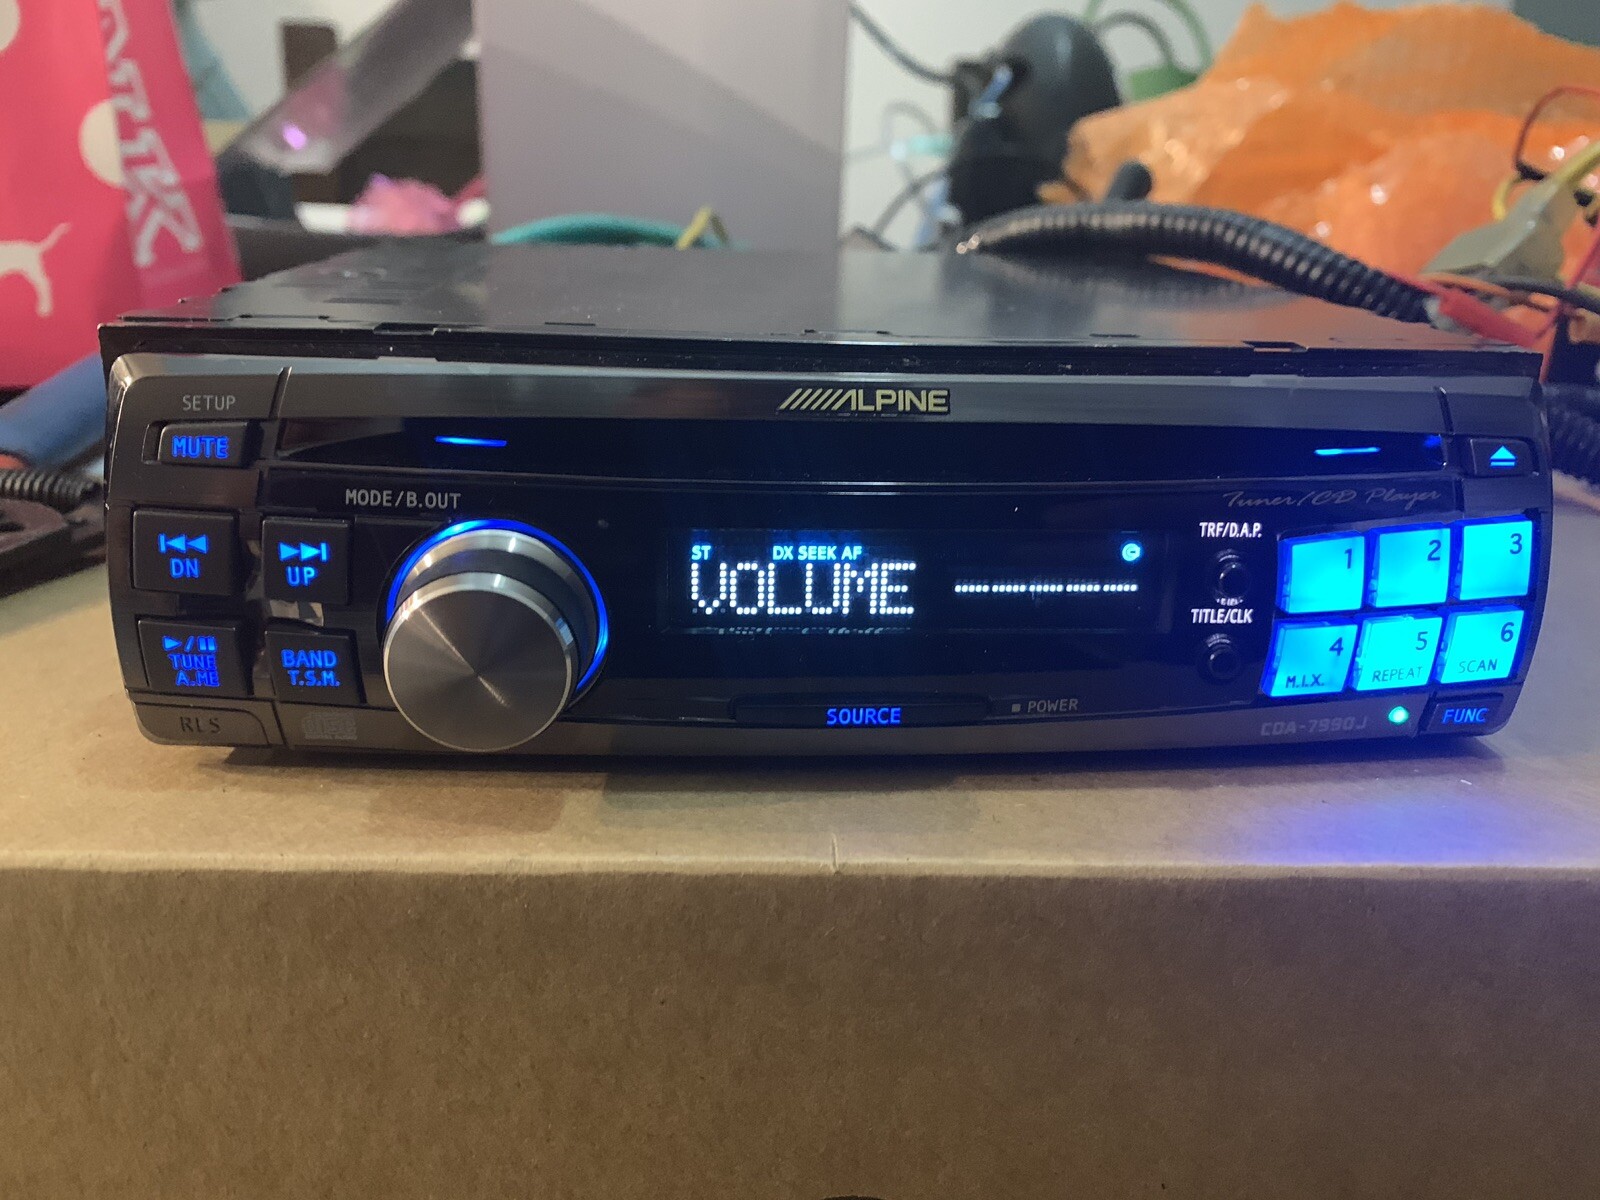 ALPINE
SETUP
MUTE
MODE/B.OUT
Tuner/CD Player
DN
UP
ST DX SEEK AF
VOLUME
TRF/D.A.P.
TITLE/CLK
1
2
3
4
M.I.X.
5
REPEAT
6
SCAN
TUNE
A.ME
BAND
T.S.M.
RLS
SOURCE
POWER
CDA-7990J
FUNC